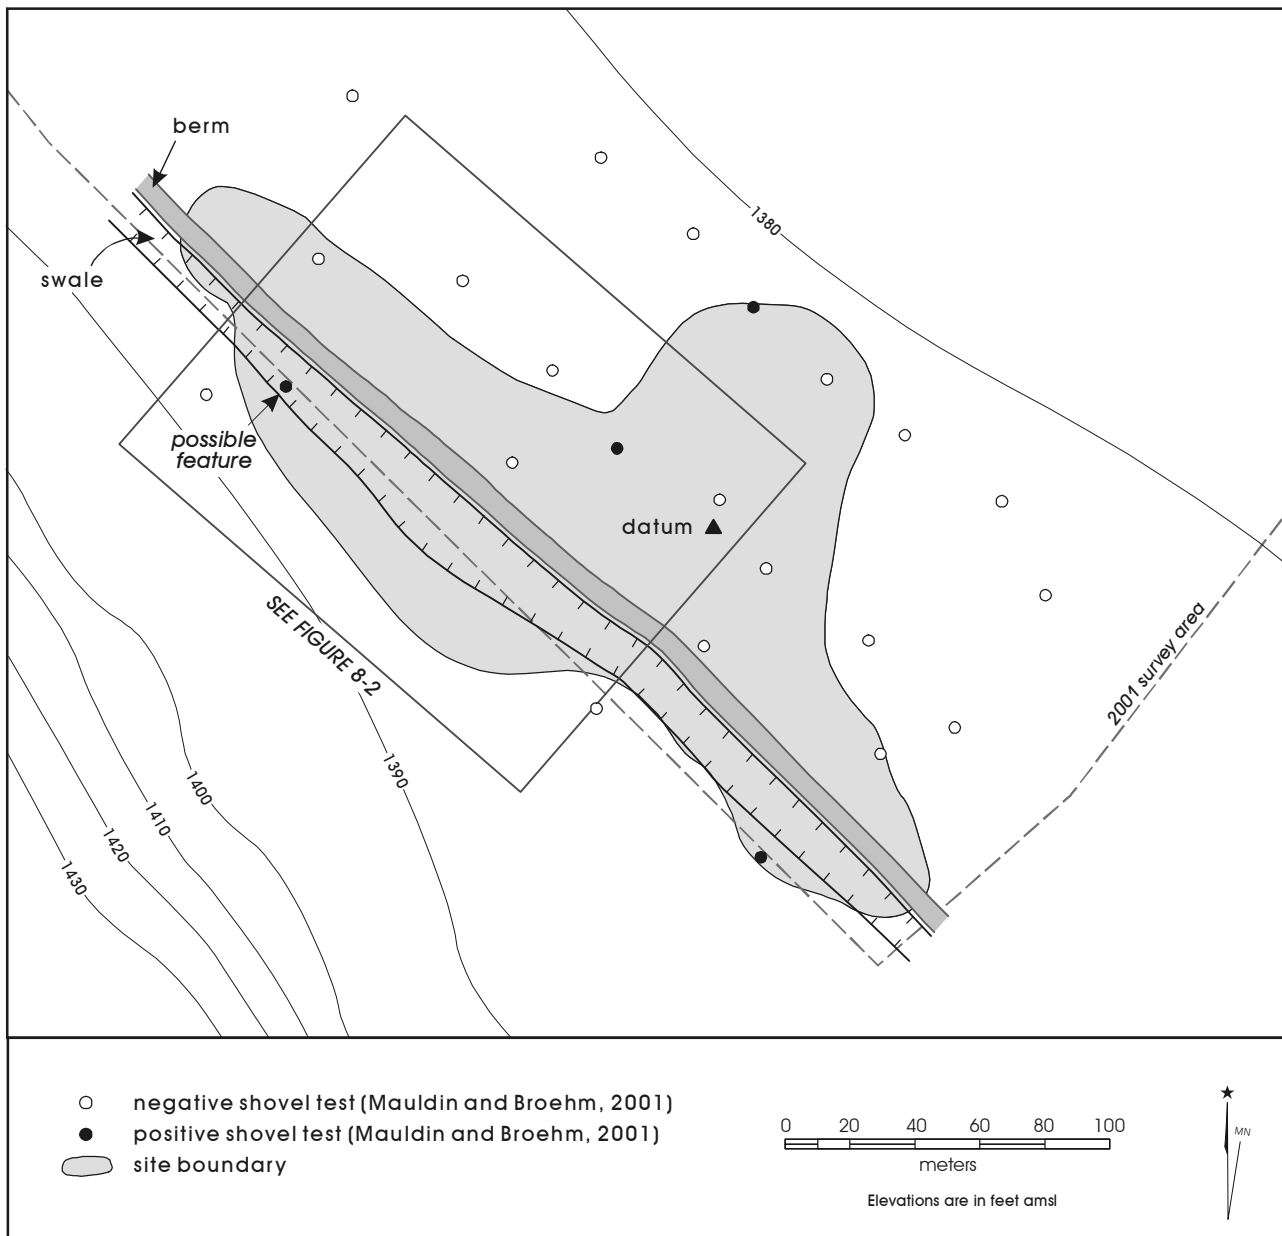 berm
1380
swale
possible
feature
datum
SEE FIGURE 8-2
2001 survey area
1390
1400
1410
1420
1430
negative shovel test (Mauldin and Broehm, 2001)
positive shovel test (Mauldin and Broehm, 2001)
site boundary
0 20 40 60 80 100
meters
Elevations are in feet amsl
MN